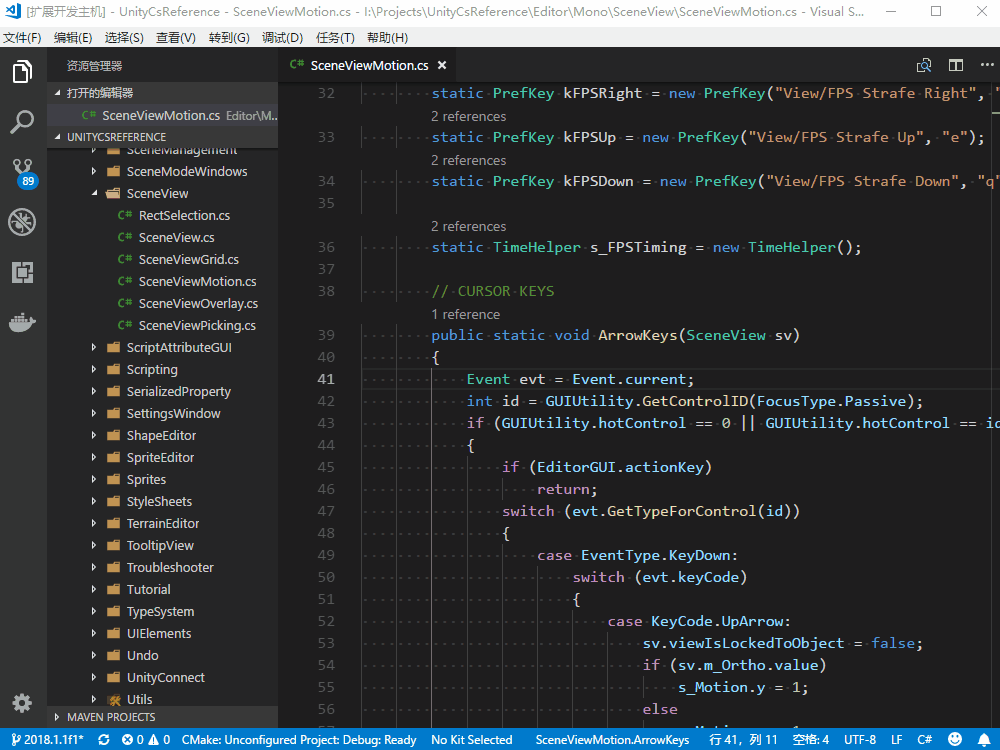 [扩展开发主机] - UnityCsReference - SceneViewMotion.cs - I:\Projects\UnityCsReference\Editor\Mono\SceneView\SceneViewMotion.cs - Visual S...
文件(F) 编辑(E) 选择(S) 查看(V) 转到(G) 调试(D) 任务(T) 帮助(H)
资源管理器
打开的编辑器
C# SceneViewMotion.cs Editor\M...
UNITYCSREFERENCE
SceneManagement
SceneModeWindows
SceneView
C# RectSelection.cs
C# SceneView.cs
C# SceneViewGrid.cs
C# SceneViewMotion.cs
C# SceneViewOverlay.cs
C# SceneViewPicking.cs
ScriptAttributeGUI
Scripting
SerializedProperty
SettingsWindow
ShapeEditor
SpriteEditor
Sprites
StyleSheets
TerrainEditor
TooltipView
Troubleshooter
Tutorial
TypeSystem
UIElements
Undo
UnityConnect
Utils
MAVEN PROJECTS
89
C# SceneViewMotion.cs
32 static PrefKey kFPSRight = new PrefKey("View/FPS Strafe Right", "
2 references
33 static PrefKey kFPSUp = new PrefKey("View/FPS Strafe Up", "e");
2 references
34 static PrefKey kFPSDown = new PrefKey("View/FPS Strafe Down", "q"
35
2 references
36 static TimeHelper s_FPSTiming = new TimeHelper();
37
38 // CURSOR KEYS
1 reference
39 public static void ArrowKeys(SceneView sv)
40 {
41 Event evt = Event.current;
42 int id = GUIUtility.GetControlID(FocusType.Passive);
43 if (GUIUtility.hotControl == 0 || GUIUtility.hotControl == id
44 {
45 if (EditorGUI.actionKey)
46 return;
47 switch (evt.GetTypeForControl(id))
48 {
49 case EventType.KeyDown:
50 switch (evt.keyCode)
51 {
52 case KeyCode.UpArrow:
53 sv.viewIsLockedToObject = false;
54 if (sv.m_Ortho.value)
55 s_Motion.y = 1;
56 else
2018.1.1f1* 0 0 CMake: Unconfigured Project: Debug: Ready No Kit Selected SceneViewMotion.ArrowKeys 行 41，列 11 空格: 4 UTF-8 LF C#